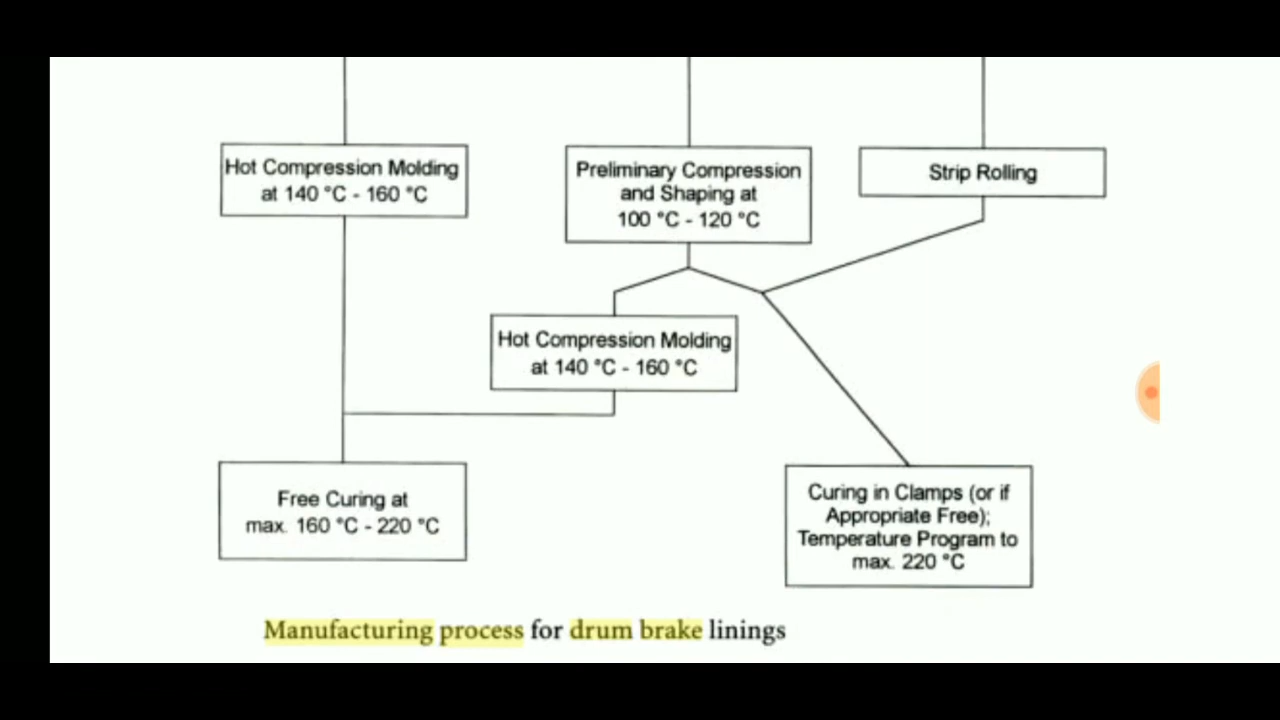 Hot Compression Molding
at 140 °C - 160 °C
Preliminary Compression
and Shaping at
100 °C - 120 °C
Strip Rolling
Hot Compression Molding
at 140 °C - 160 °C
Free Curing at
max. 160 °C - 220 °C
Curing in Clamps (or if
Appropriate Free);
Temperature Program to
max. 220 °C
Manufacturing process for drum brake linings